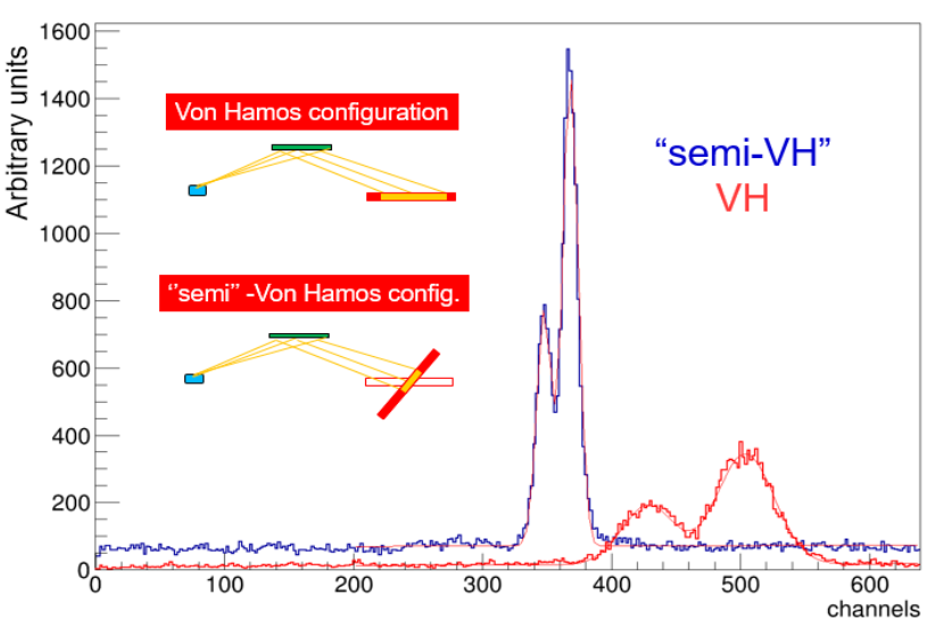 Arbitrary units
1600
1400
1200
1000
800
600
400
200
0
Von Hamos configuration
‘’semi’’ -Von Hamos config.
“semi-VH”
VH
0 100 200 300 400 500 600
channels